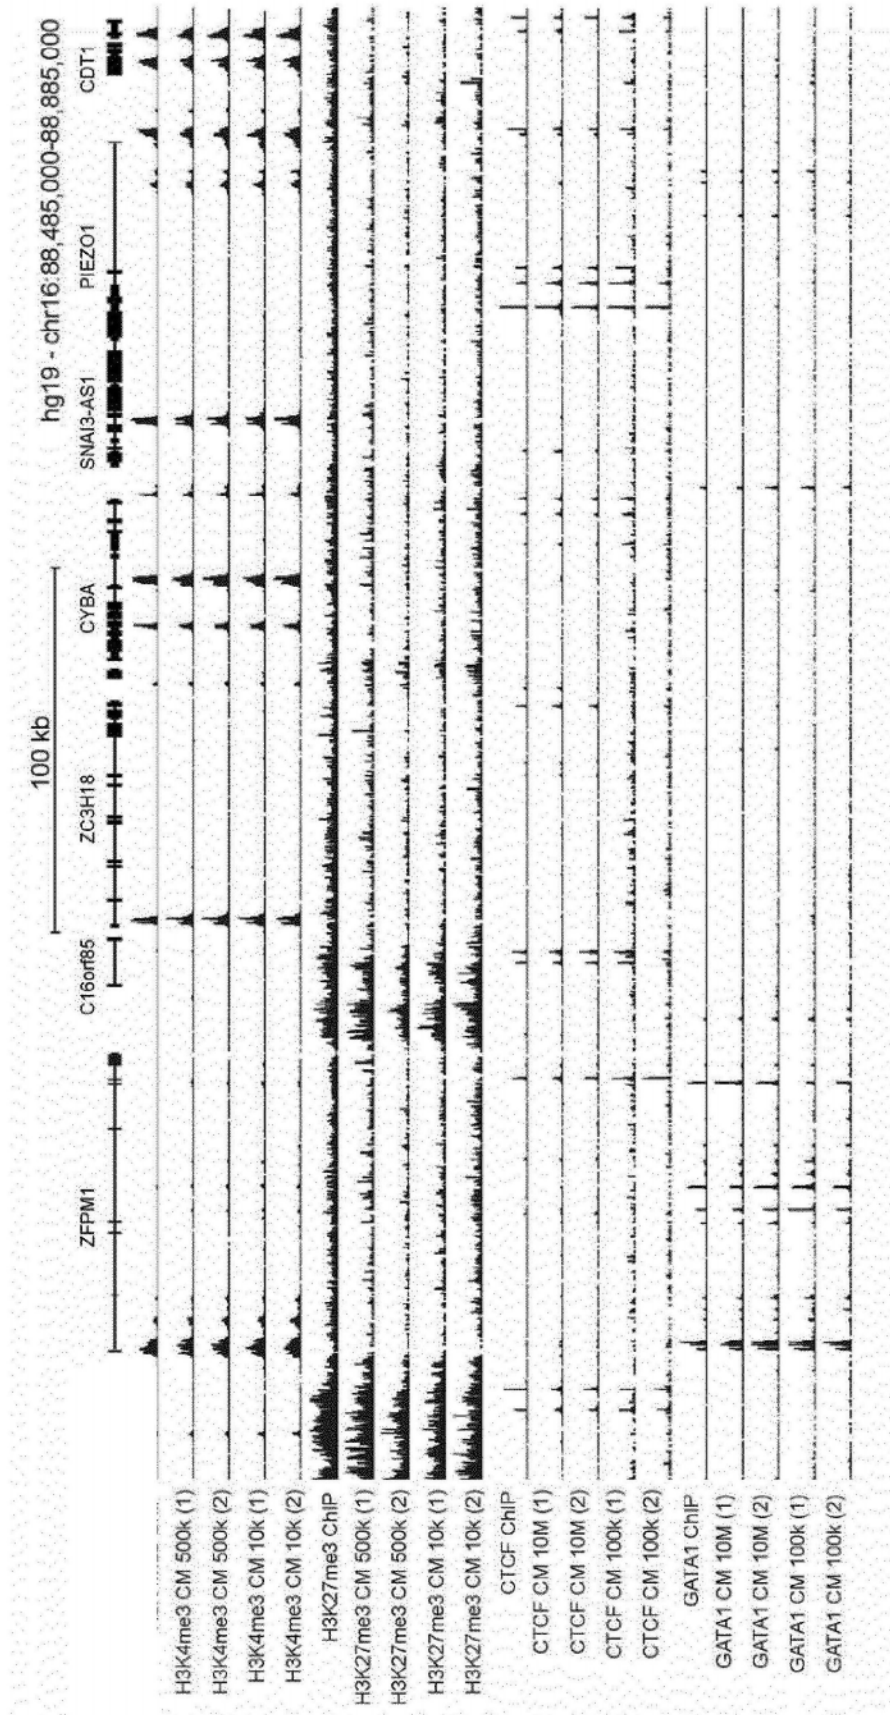 hg19 - chr16:88,485,000-88,885,000
100 kb
ZFPM1 C16orf85 ZC3H18 CYBA SNAI3-AS1 PIEZO1 CDT1
H3K4me3 CM 500k (1)
H3K4me3 CM 500k (2)
H3K4me3 CM 10k (1)
H3K4me3 CM 10k (2)
H3K27me3 ChIP
H3K27me3 CM 500k (1)
H3K27me3 CM 500k (2)
H3K27me3 CM 10k (1)
H3K27me3 CM 10k (2)
CTCF ChIP
CTCF CM 10M (1)
CTCF CM 10M (2)
CTCF CM 100k (1)
CTCF CM 100k (2)
GATA1 ChIP
GATA1 CM 10M (1)
GATA1 CM 10M (2)
GATA1 CM 100k (1)
GATA1 CM 100k (2)